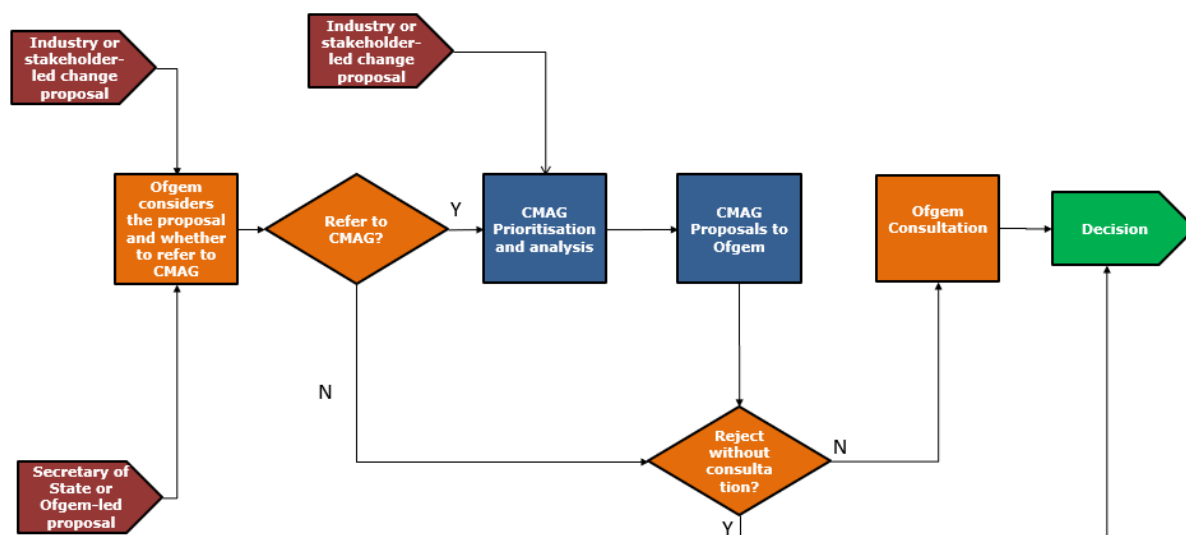 Industry or
stakeholder-
led change
proposal
Industry or
stakeholder-
led change
proposal
Ofgem
considers
the proposal
and whether
to refer to
CMAG
Refer to
CMAG?
Y
CMAG
Prioritisation
and analysis
CMAG
Proposals to
Ofgem
Ofgem
Consultation
Decision
N
Reject
without
consulta
tion?
N
Y
Secretary of
State or
Ofgem-led
proposal